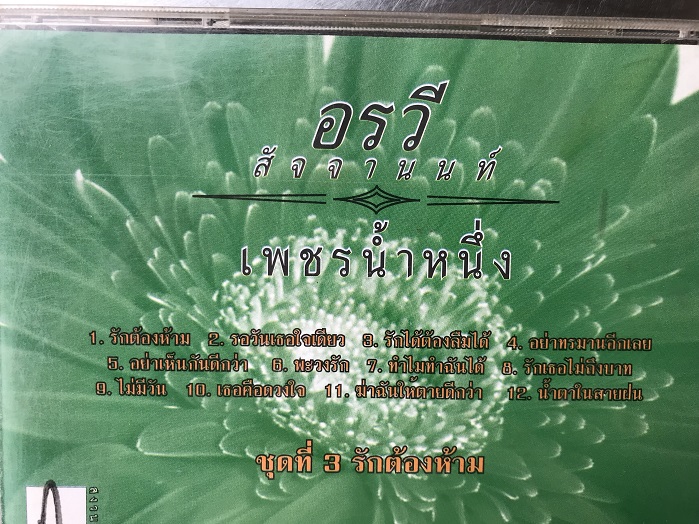 อรวี
สัจจานนท์
เพชรน้ำหนึ่ง
1. รักต้องห้าม 2. รอวันเธอใจเดียว 3. รักได้ต้องลืมได้ 4. อย่าทรมานอีกเลย
5. อย่าเห็นกันดีกว่า 6. พะวงรัก 7. ทำไมทำฉันได้ 8. รักเธอไม่ถึงบาท
9. ไม่มีวัน 10. เธอคือดวงใจ 11. ฆ่าฉันให้ตายดีกว่า 12. น้ำตาในสายฝน
ชุดที่ 3 รักต้องห้าม